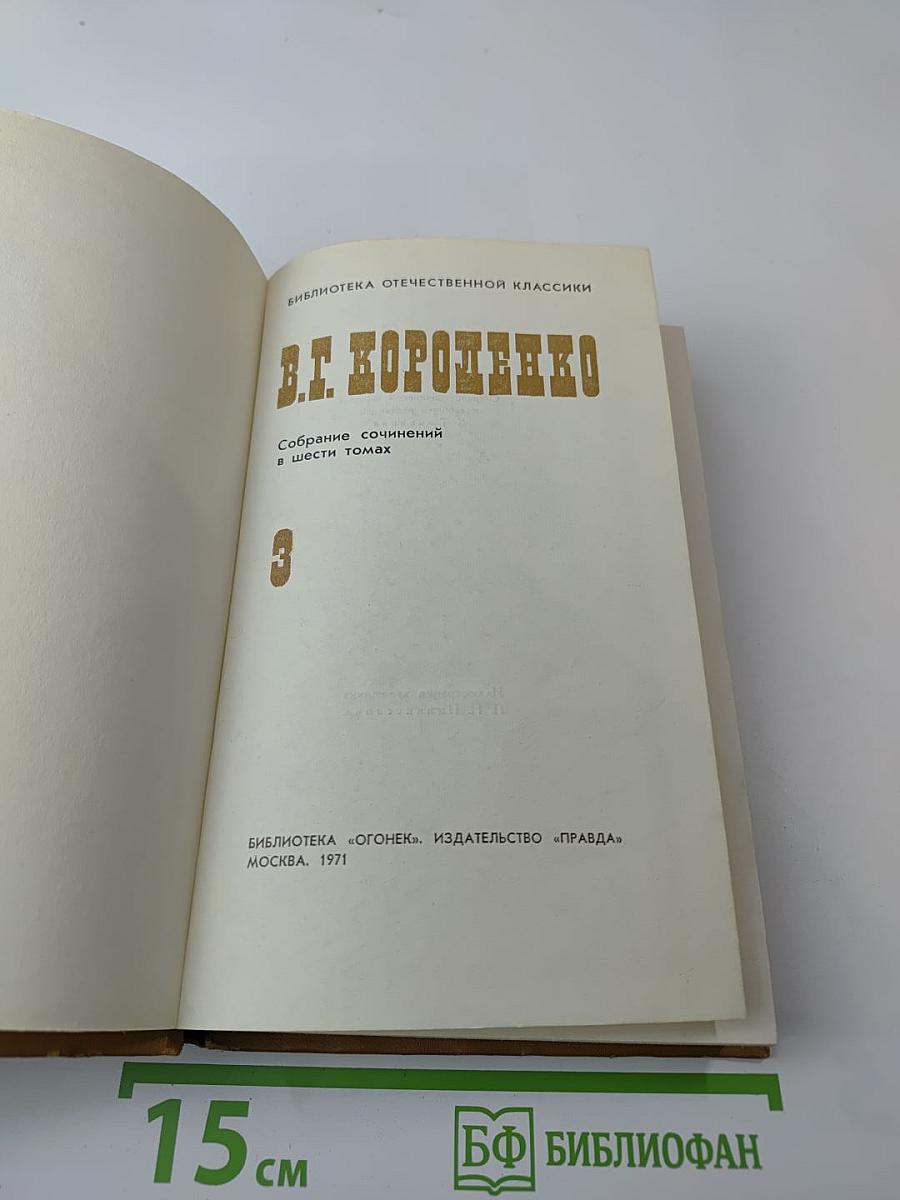 БИБЛИОТЕКА ОТЕЧЕСТВЕННОЙ КЛАССИКИ
В.Г. КОРОЛЕНКО
Собрание сочинений
в шести томах
3
БИБЛИОТЕКА «ОГОНЕК». ИЗДАТЕЛЬСТВО «ПРАВДА»
МОСКВА. 1971
15 см
БФ БИБЛИОФАН